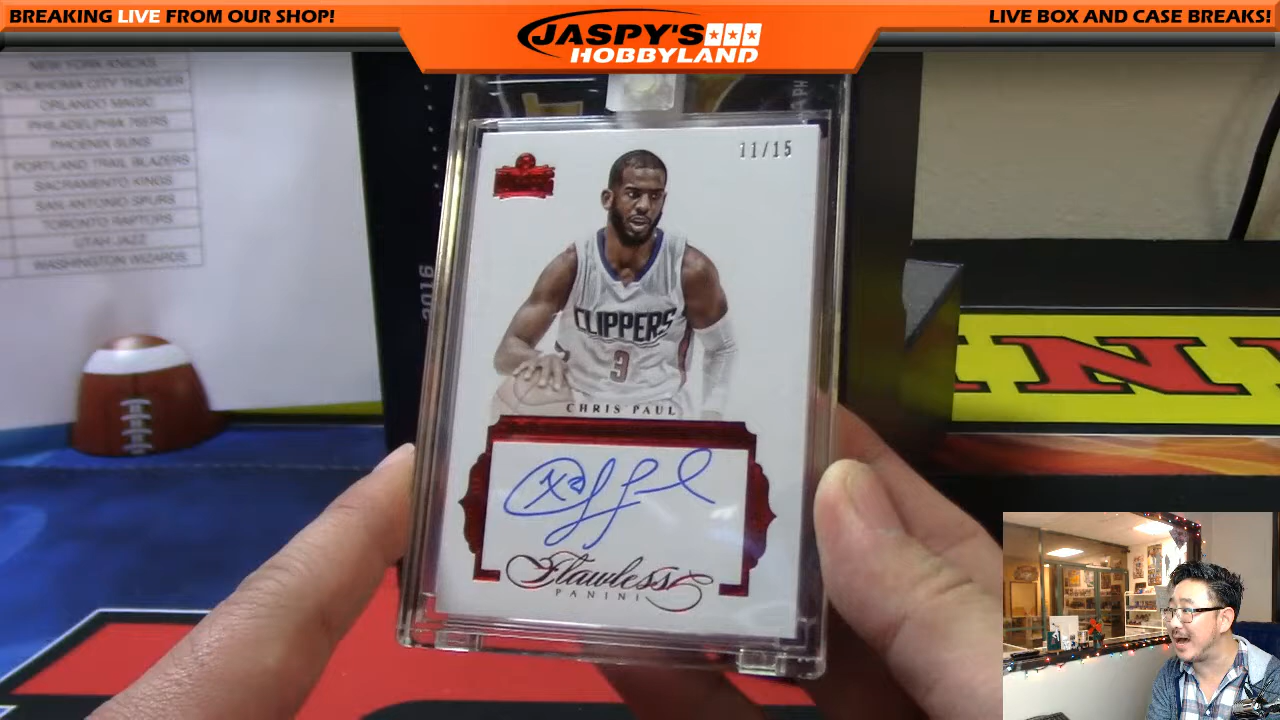 BREAKING LIVE FROM OUR SHOP!
JASPY'S
HOBBYLAND
LIVE BOX AND CASE BREAKS!
NEW YORK KNICKS
OKLAHOMA CITY THUNDER
ORLANDO MAGIC
PHILADELPHIA 76ERS
PHOENIX SUNS
PORTLAND TRAIL BLAZERS
SACRAMENTO KINGS
SAN ANTONIO SPURS
TORONTO RAPTORS
UTAH JAZZ
WASHINGTON WIZARDS
2016
11/15
CLIPPERS
3
CHRIS PAUL
Flawless
PANINI